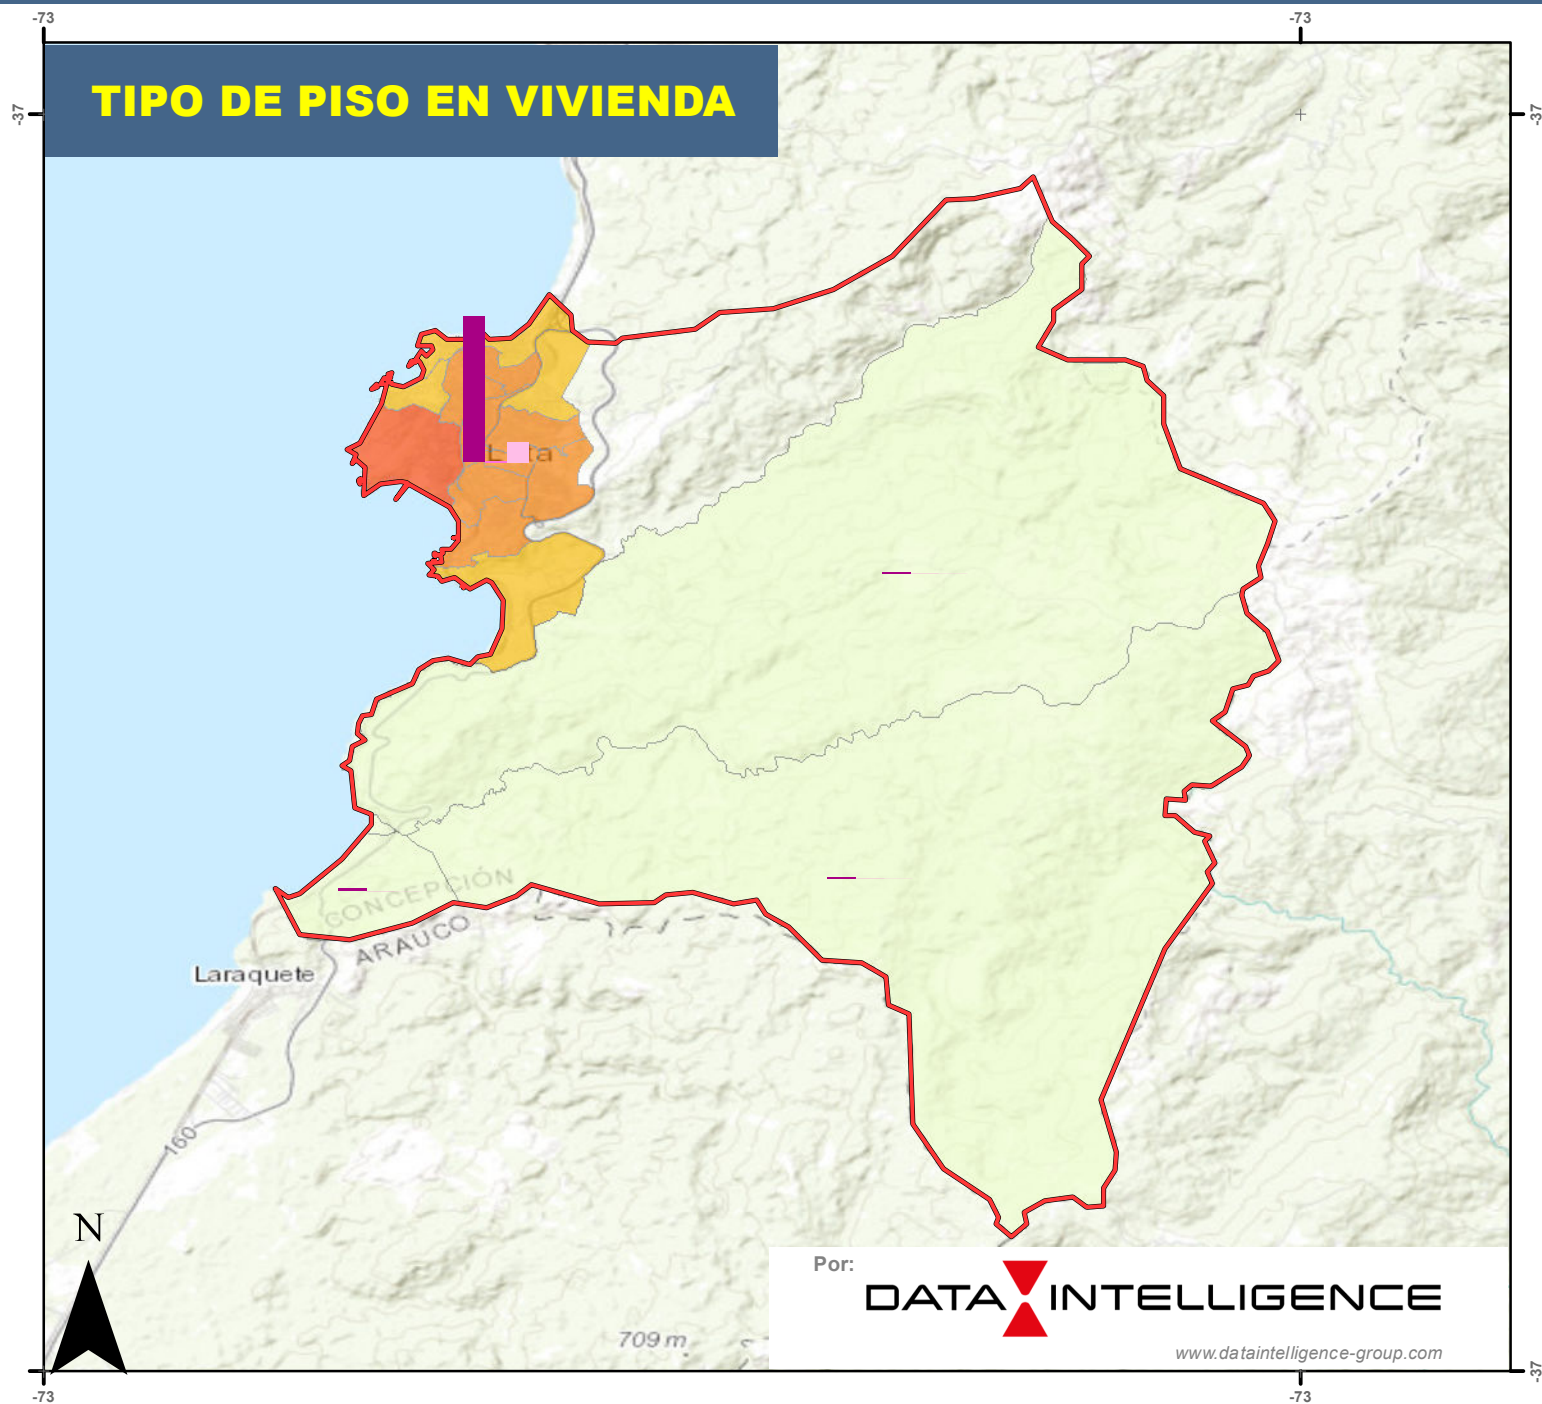 -73
-73
TIPO DE PISO EN VIVIENDA
-37
-37
CONCEPCIÓN
ARAUCO
Laraquete
160
N
Por:
DATA INTELLIGENCE
709 m
www.dataintelligence-group.com
-37
-73
-73